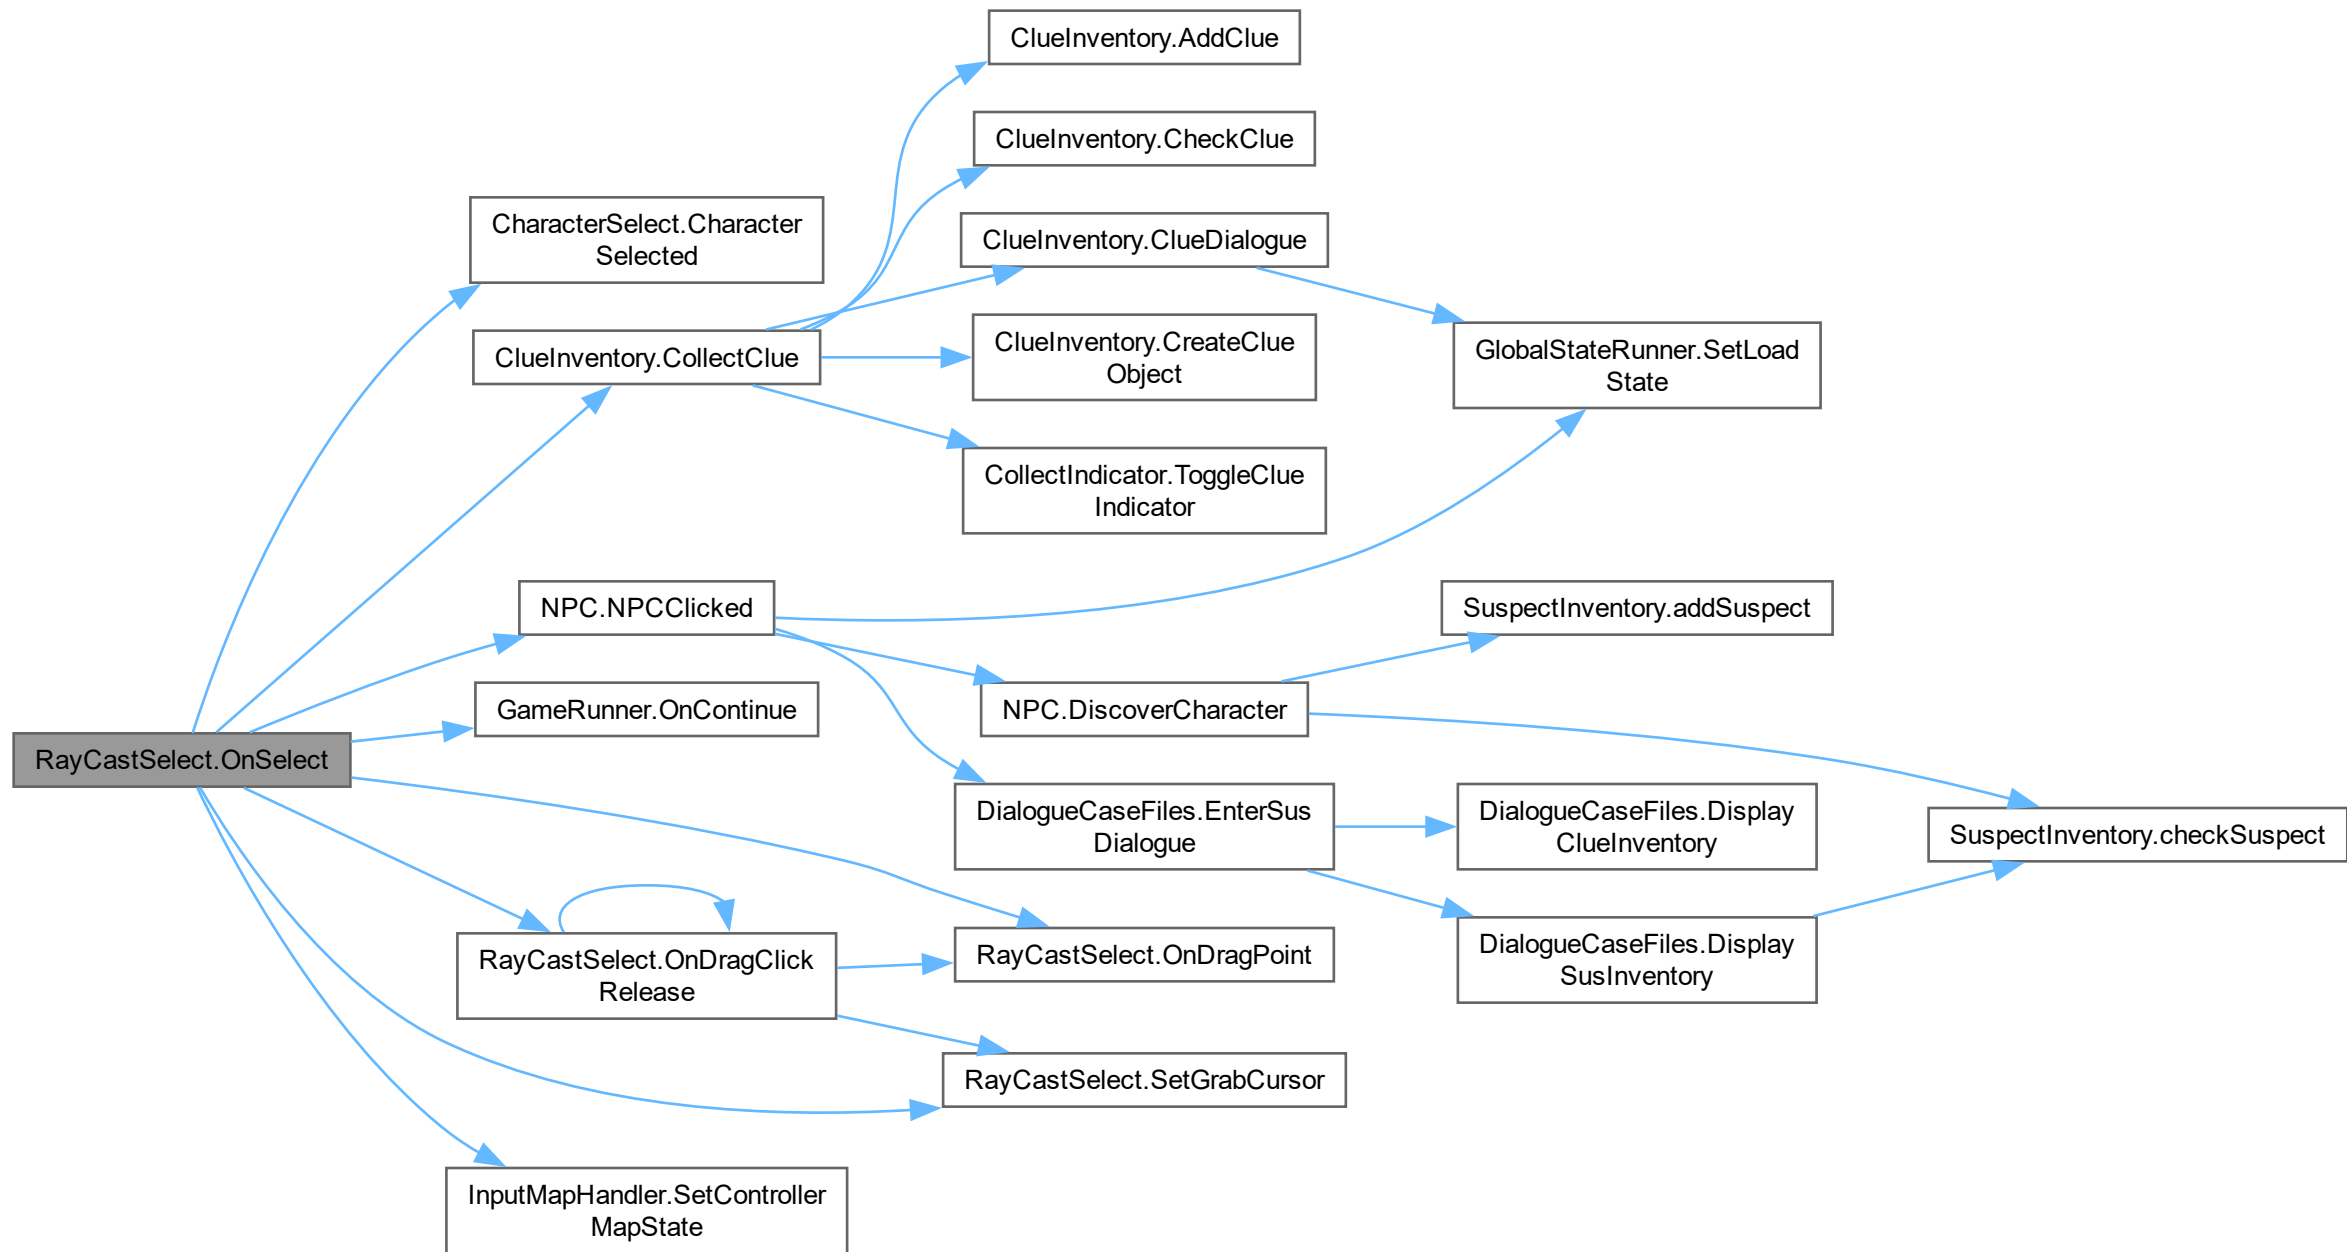 ClueInventory.AddClue
ClueInventory.CheckClue
CharacterSelect.Character
Selected
ClueInventory.ClueDialogue
ClueInventory.CollectClue
ClueInventory.CreateClue
Object
GlobalStateRunner.SetLoad
State
CollectIndicator.ToggleClue
Indicator
NPC.NPCClicked
SuspectInventory.addSuspect
GameRunner.OnContinue
NPC.DiscoverCharacter
RayCastSelect.OnSelect
DialogueCaseFiles.EnterSus
Dialogue
DialogueCaseFiles.Display
ClueInventory
SuspectInventory.checkSuspect
RayCastSelect.OnDragClick
Release
RayCastSelect.OnDragPoint
DialogueCaseFiles.Display
SusInventory
RayCastSelect.SetGrabCursor
InputMapHandler.SetController
MapState